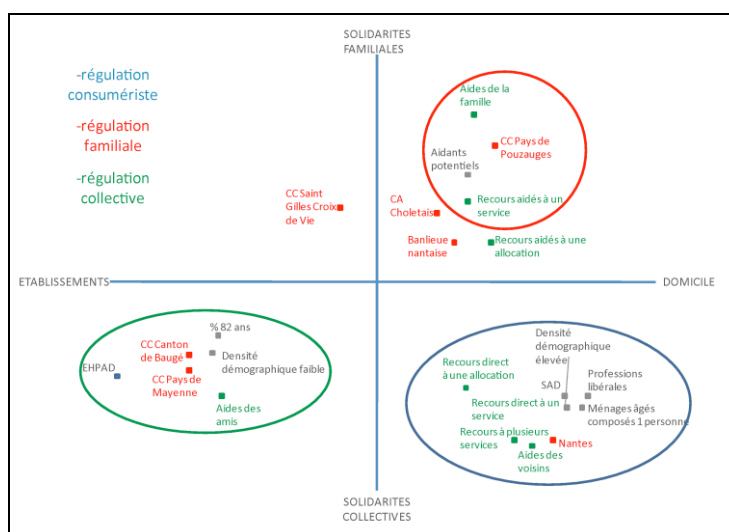 SOLIDARITES
FAMILIALES
-régulation
consumériste
-régulation
familiale
-régulation
collective
Aides de la
famille
CC Pays de
Pouzauges
Aidants
potentiels
CC Saint
Gilles Croix
de Vie
CA
Choletais
Recours aidés à un
service
Banlieue
nantaise
Recours aidés à une
allocation
ETABLISSEMENTS
DOMICILE
% 82 ans
CC Canton
de Baugé
Densité
démographique faible
EHPAD
CC Pays de
Mayenne
Aides des
amis
Densité
démographique
élevée
Recours direct
à une allocation
Professions
libérales
SAD
Recours direct à un
service
Ménages âgés
composés 1 personne
Recours à plusieurs
services
Nantes
Aides des
voisins
SOLIDARITES
COLLECTIVES